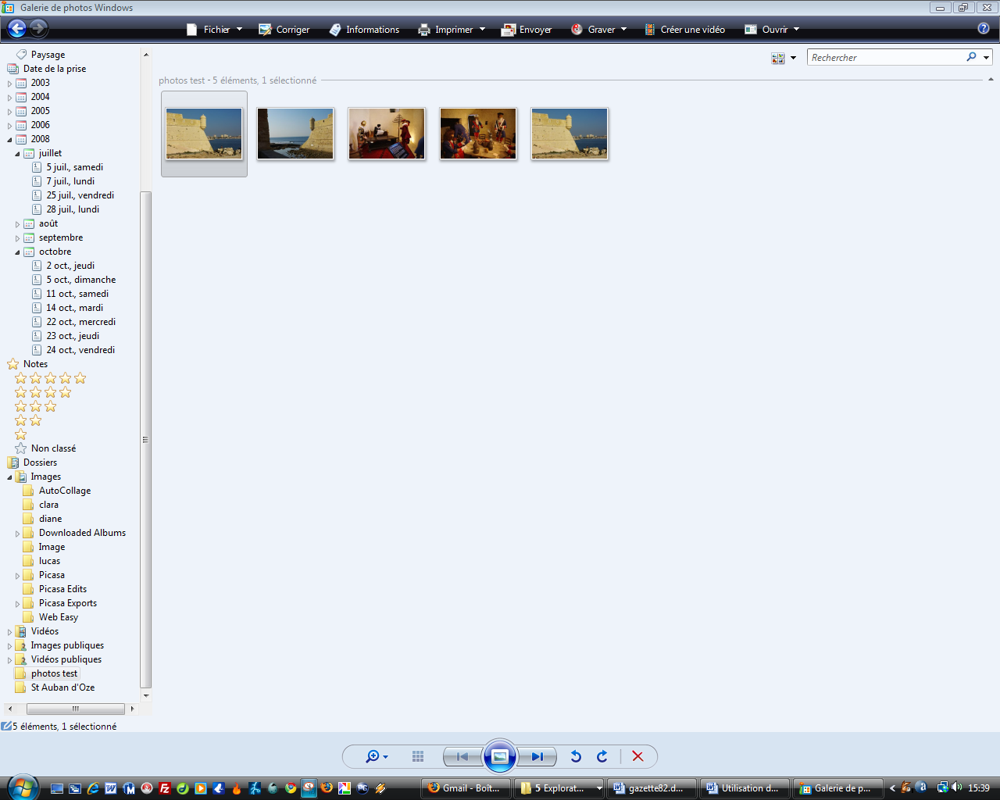 Galerie de photos Windows
Fichier Corriger Informations Imprimer Envoyer Graver Créer une vidéo Ouvrir
Rechercher
photos test - 5 éléments, 1 sélectionné
Paysage
Date de la prise
2003
2004
2005
2006
2008
juillet
5 juil., samedi
7 juil., lundi
25 juil., vendredi
28 juil., lundi
août
septembre
octobre
2 oct., jeudi
5 oct., dimanche
11 oct., samedi
14 oct., mardi
22 oct., mercredi
23 oct., jeudi
24 oct., vendredi
Notes
Non classé
Dossiers
Images
AutoCollage
clara
diane
Downloaded Albums
Image
lucas
Picasa
Picasa Edits
Picasa Exports
Web Easy
Vidéos
Images publiques
Vidéos publiques
photos test
St Auban d'Oze
5 éléments, 1 sélectionné
Gmail - Boît... 5 Explorat... gazette82.d... Utilisation d... Galerie de p... 15:39